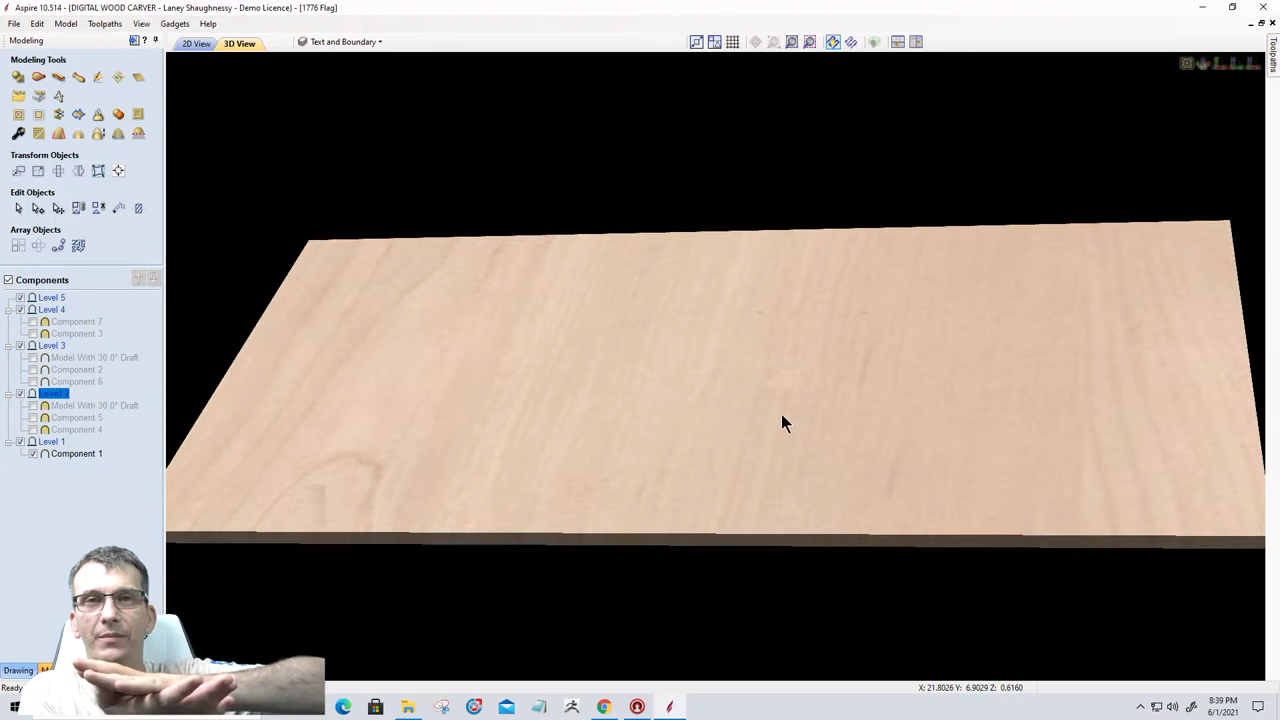 Aspire 10.514 - (DIGITAL WOOD CARVER - Laney Shaughnessy - Demo Licence) - [1776 Flag]
File Edit Model Toolpaths View Gadgets Help
Modeling
2D View 3D View Text and Boundary
Toolpaths
Modeling Tools
Transform Objects
Edit Objects
Array Objects
Components
Level 5
Level 4
Component 7
Component 3
Level 3
Model With 30.0° Draft
Component 2
Component 6
Level 2
Model With 30.0° Draft
Component 5
Component 4
Level 1
Component 1
Drawing
Ready
X: 21.8026 Y: 6.9029 Z: 0.6160
8:39 PM
6/1/2021